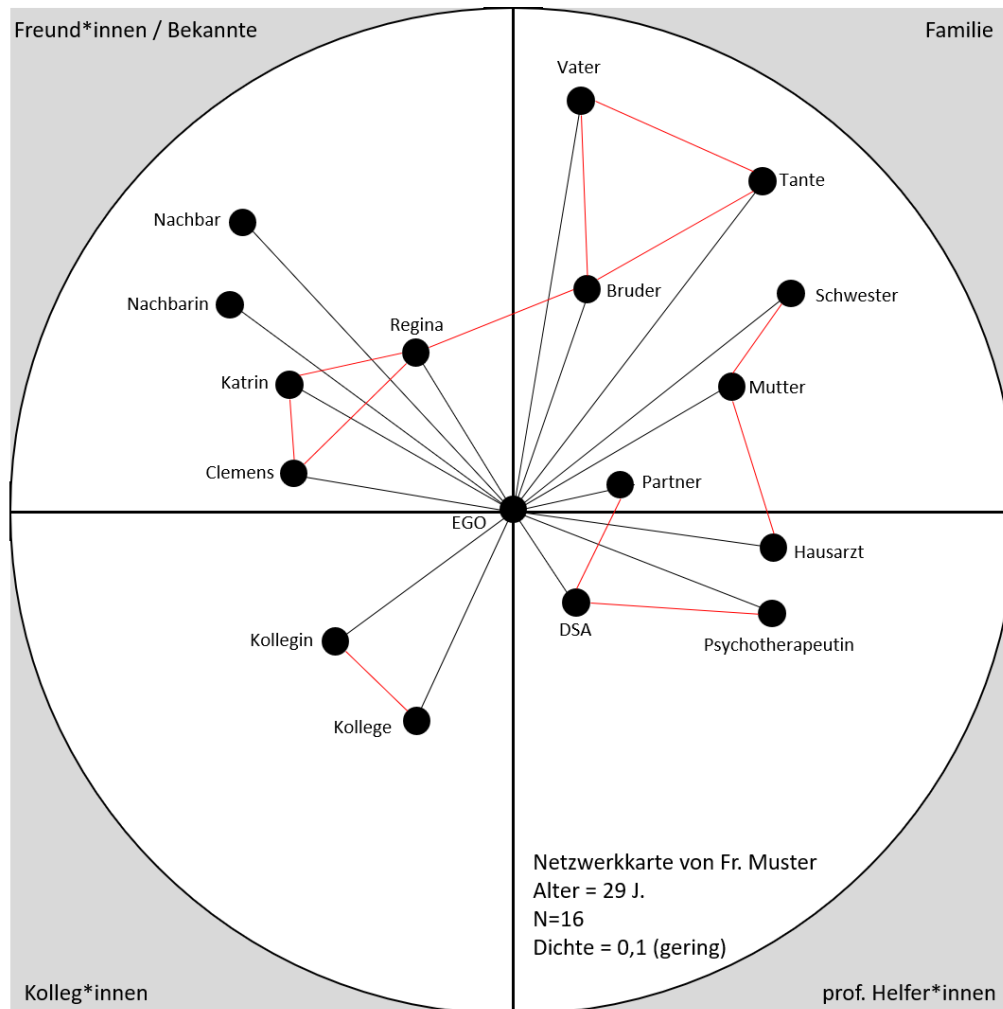 Freund*innen / Bekannte
Familie
Vater
Tante
Nachbar
Bruder
Schwester
Nachbarin
Regina
Katrin
Mutter
Clemens
Partner
EGO
Hausarzt
DSA
Kollegin
Psychotherapeutin
Kollege
Netzwerkkarte von Fr. Muster
Alter = 29 J.
N=16
Dichte = 0,1 (gering)
Kolleg*innen
prof. Helfer*innen